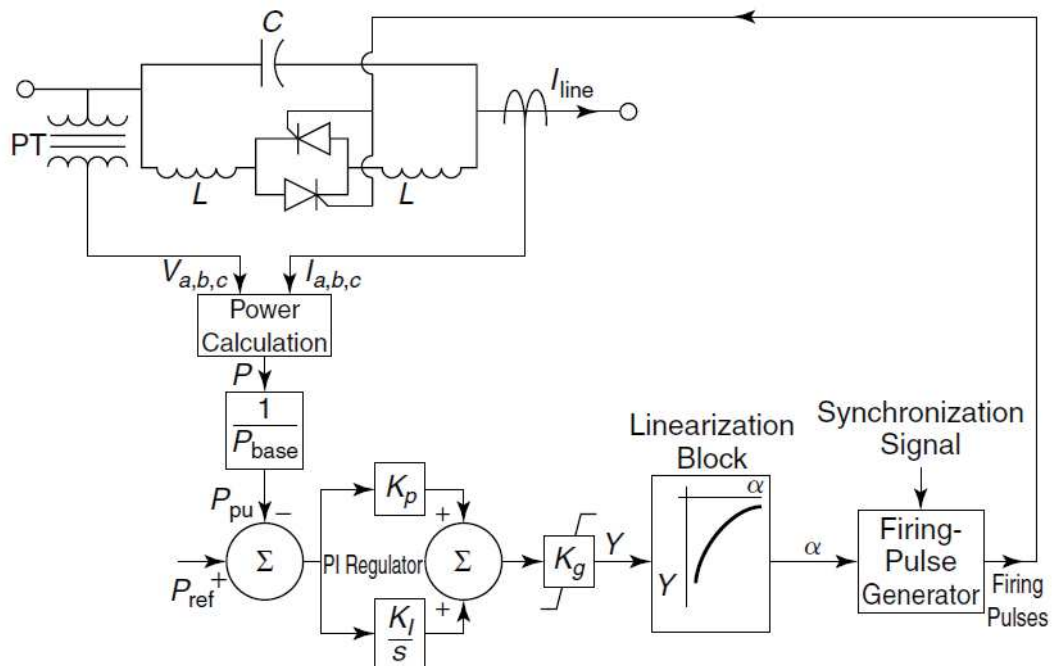 C
I_line
PT
L
L
V_a,b,c
I_a,b,c
Power
Calculation
P
1
P_base
P_pu
−
P_ref
+
Σ
K_p
PI Regulator
K_I
s
+
+
Σ
K_g
Y
Linearization
Block
α
Y
α
Synchronization
Signal
Firing-
Pulse
Generator
Firing
Pulses